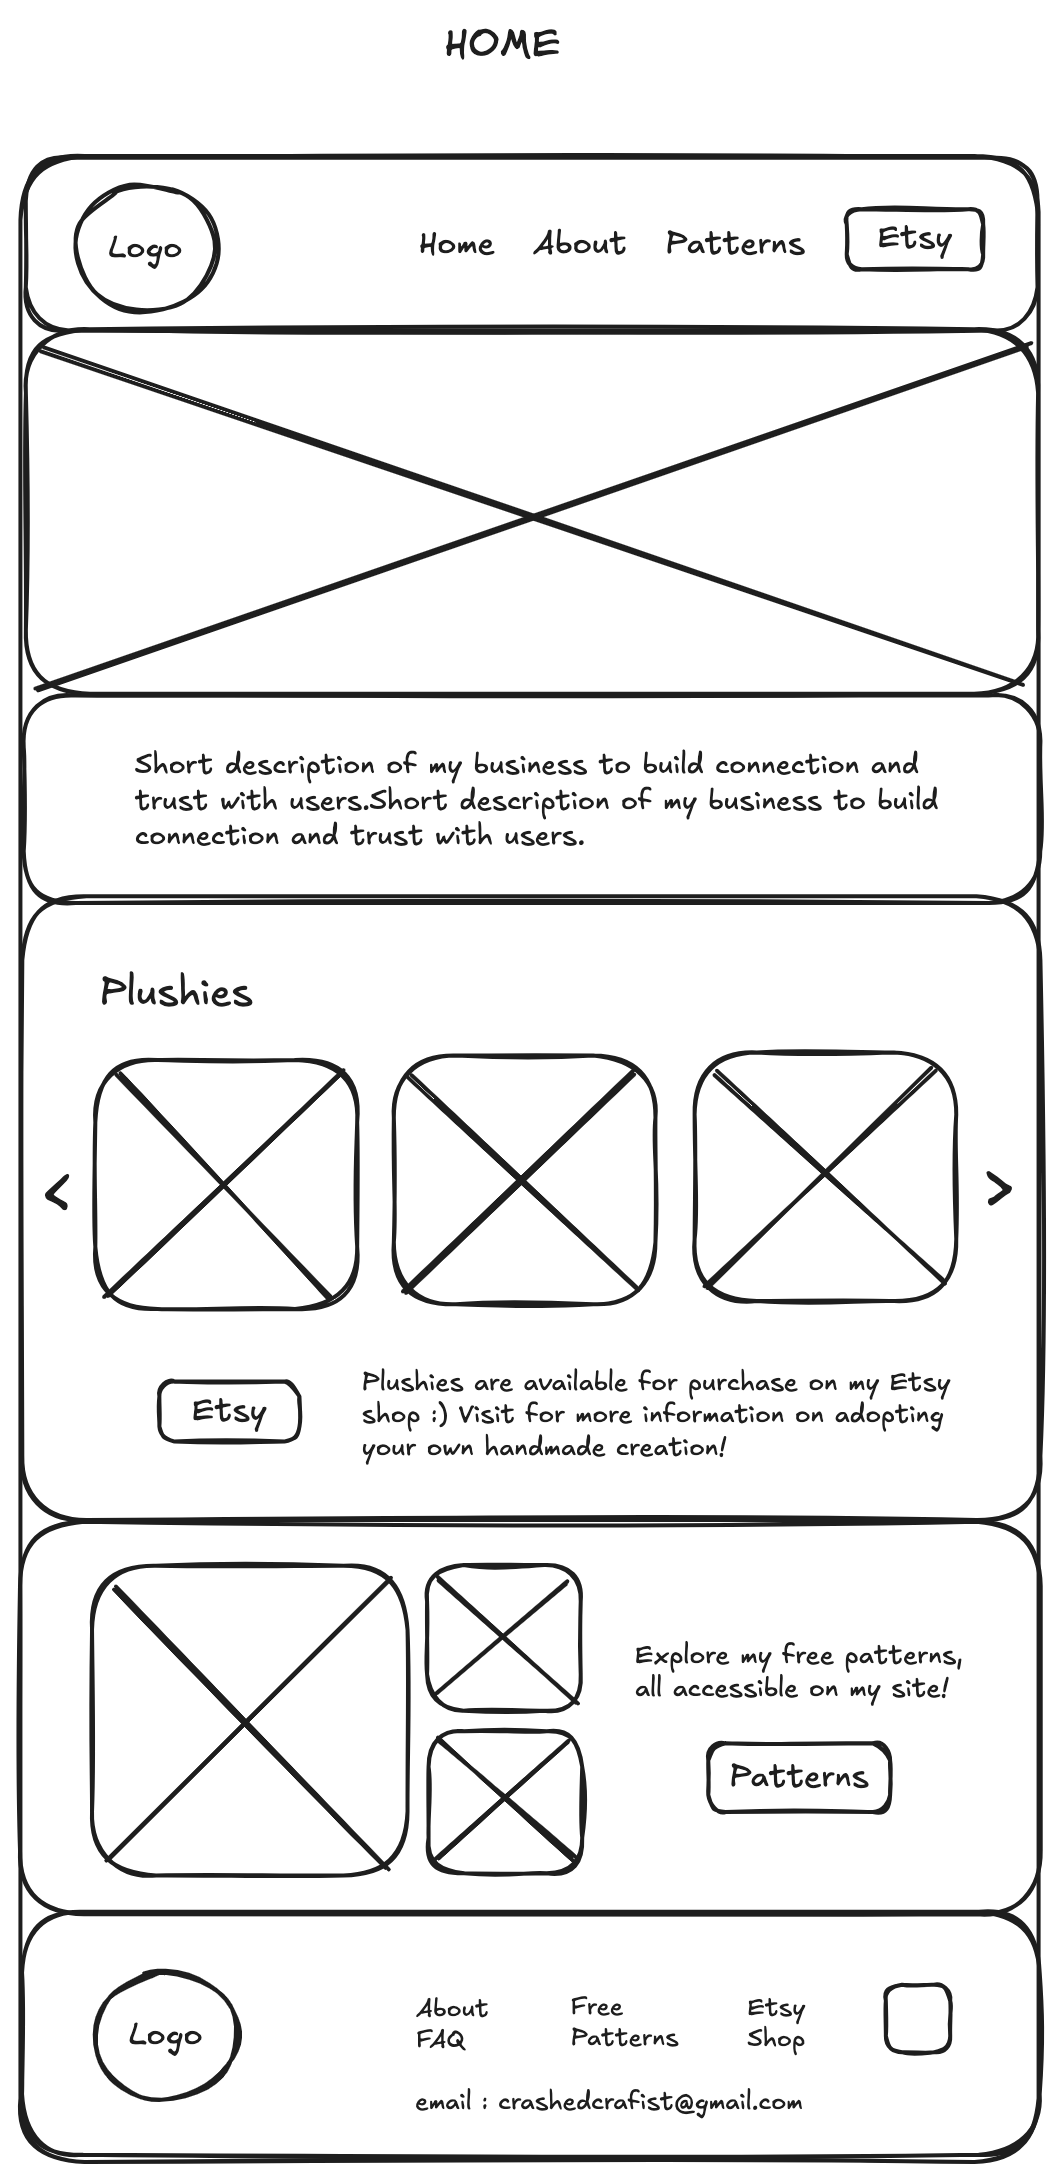 HOME
Logo
Home About Patterns Etsy
Short description of my business to build connection and
trust with users.Short description of my business to build
connection and trust with users.
Plushies
< >
Etsy
Plushies are available for purchase on my Etsy
shop :) Visit for more information on adopting
your own handmade creation!
Explore my free patterns,
all accessible on my site!
Patterns
Logo
About
FAQ
Free
Patterns
Etsy
Shop
email : crashedcrafist@gmail.com